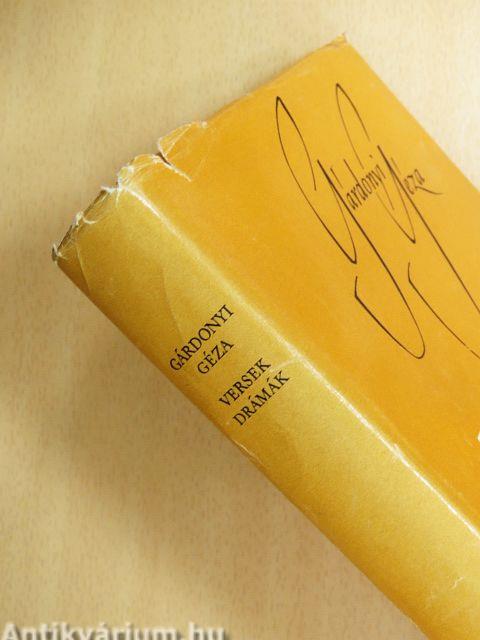 Gárdonyi Géza
GÁRDONYI
GÉZA
VERSEK
DRÁMÁK
Antikvárium.hu